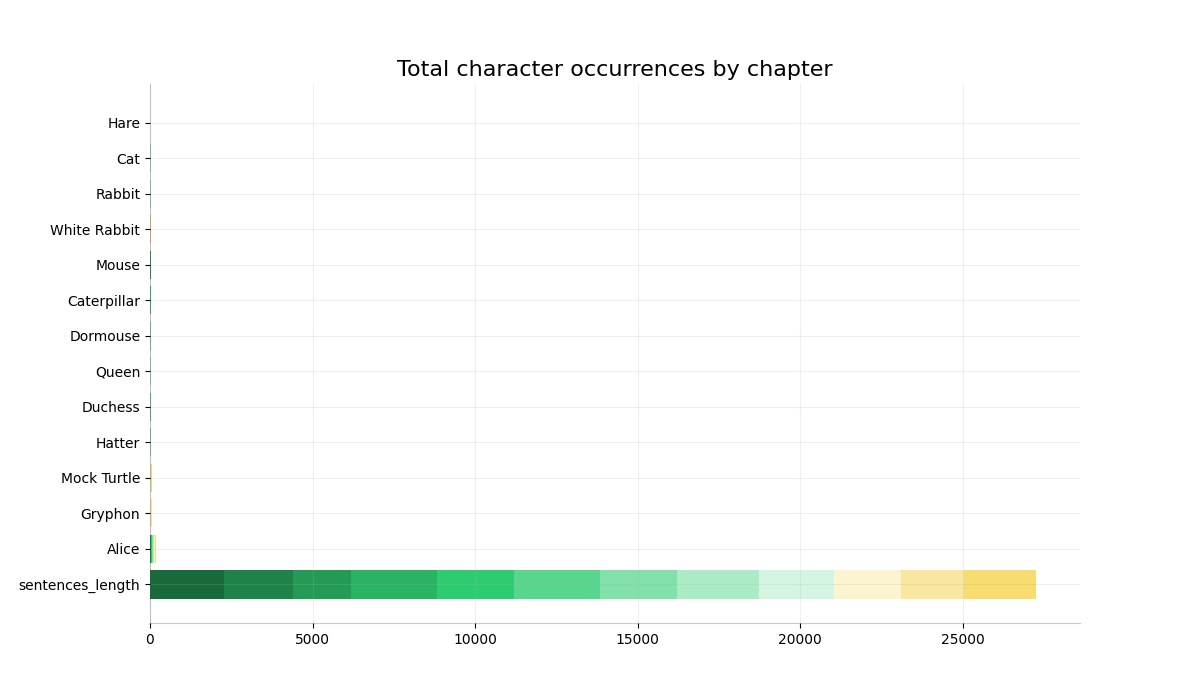 Total character occurrences by chapter
Hare
Cat
Rabbit
White Rabbit
Mouse
Caterpillar
Dormouse
Queen
Duchess
Hatter
Mock Turtle
Gryphon
Alice
sentences_length
0 5000 10000 15000 20000 25000